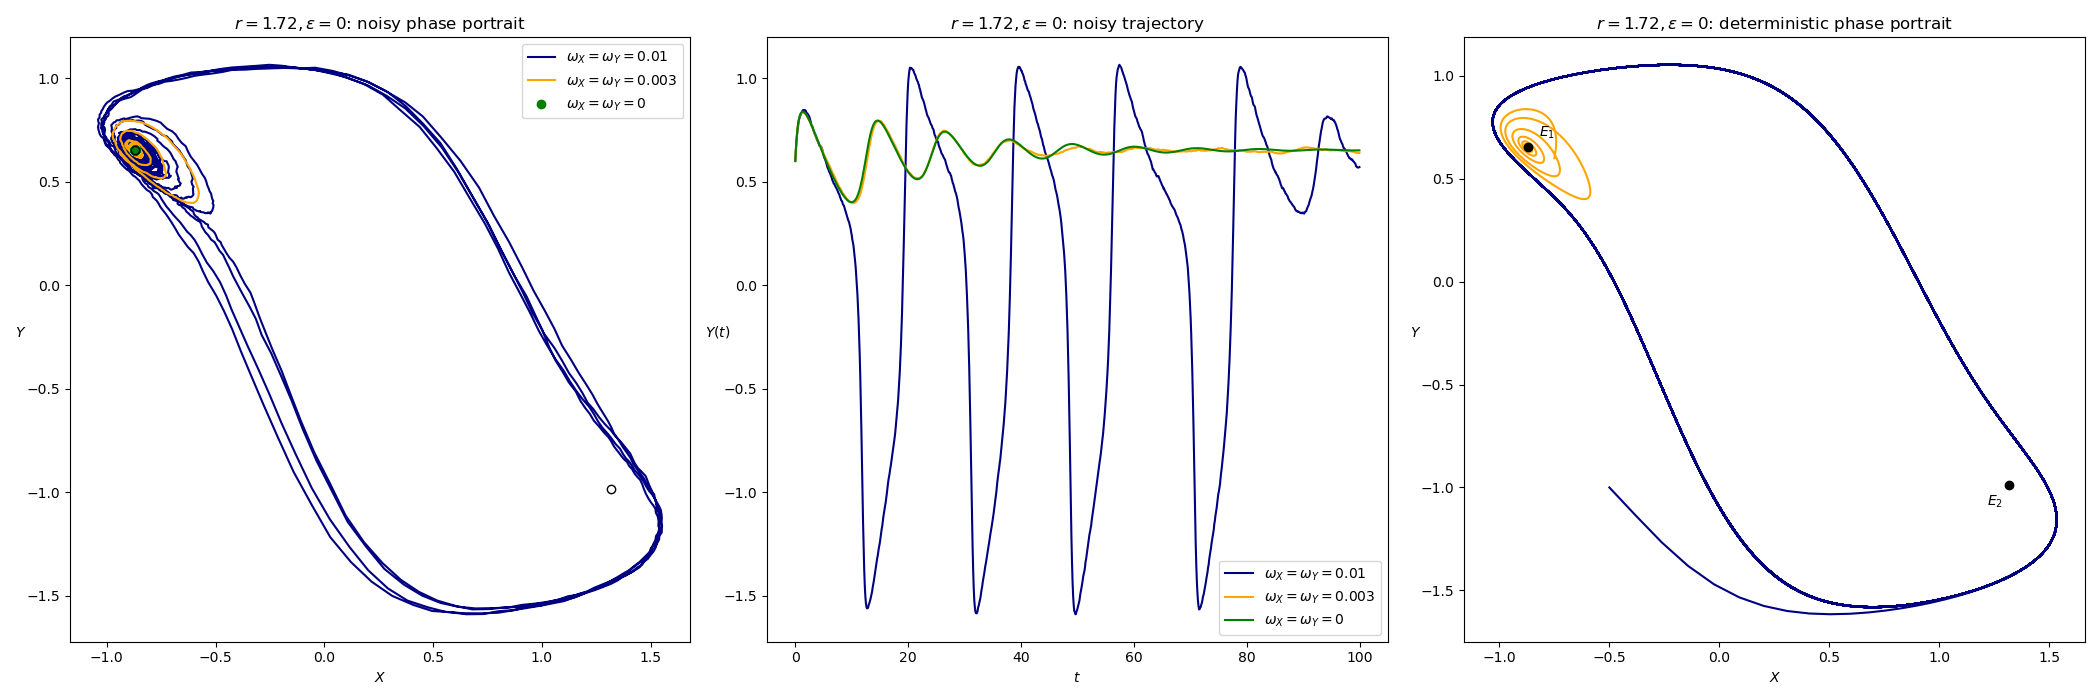 r = 1.72, ε = 0: noisy phase portrait
1.0
0.5
0.0
−0.5
−1.0
−1.5
Y
−1.0 −0.5 0.0 0.5 1.0 1.5
X
ω_X = ω_Y = 0.01
ω_X = ω_Y = 0.003
ω_X = ω_Y = 0
r = 1.72, ε = 0: noisy trajectory
1.0
0.5
0.0
−0.5
−1.0
−1.5
Y(t)
0 20 40 60 80 100
t
ω_X = ω_Y = 0.01
ω_X = ω_Y = 0.003
ω_X = ω_Y = 0
r = 1.72, ε = 0: deterministic phase portrait
1.0
0.5
0.0
−0.5
−1.0
−1.5
Y
E_1
E_2
−1.0 −0.5 0.0 0.5 1.0 1.5
X